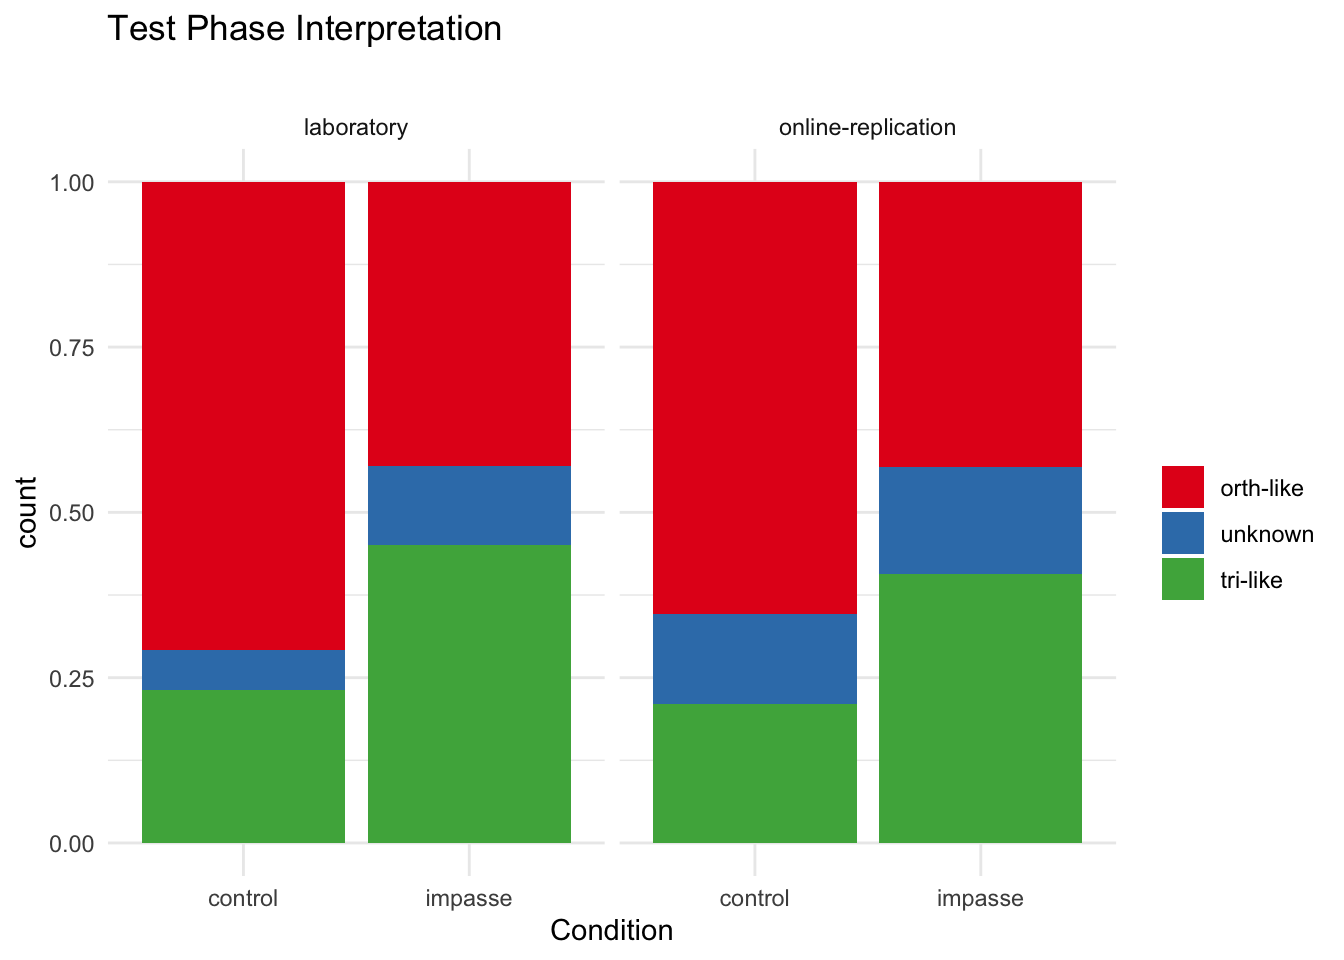 Test Phase Interpretation
laboratory
online-replication
1.00
0.75
0.50
0.25
0.00
count
control
impasse
control
impasse
Condition
orth-like
unknown
tri-like